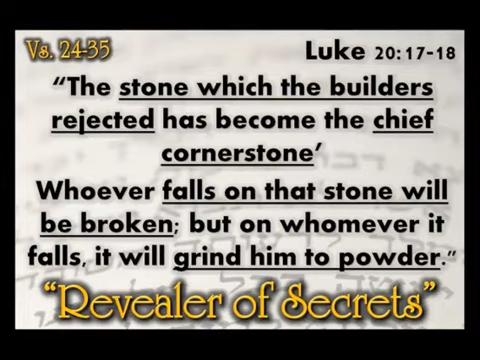 Vs. 24-35
Luke 20:17-18
“The stone which the builders
rejected has become the chief
cornerstone’
Whoever falls on that stone will
be broken; but on whomever it
falls, it will grind him to powder.”
“Revealer of Secrets”